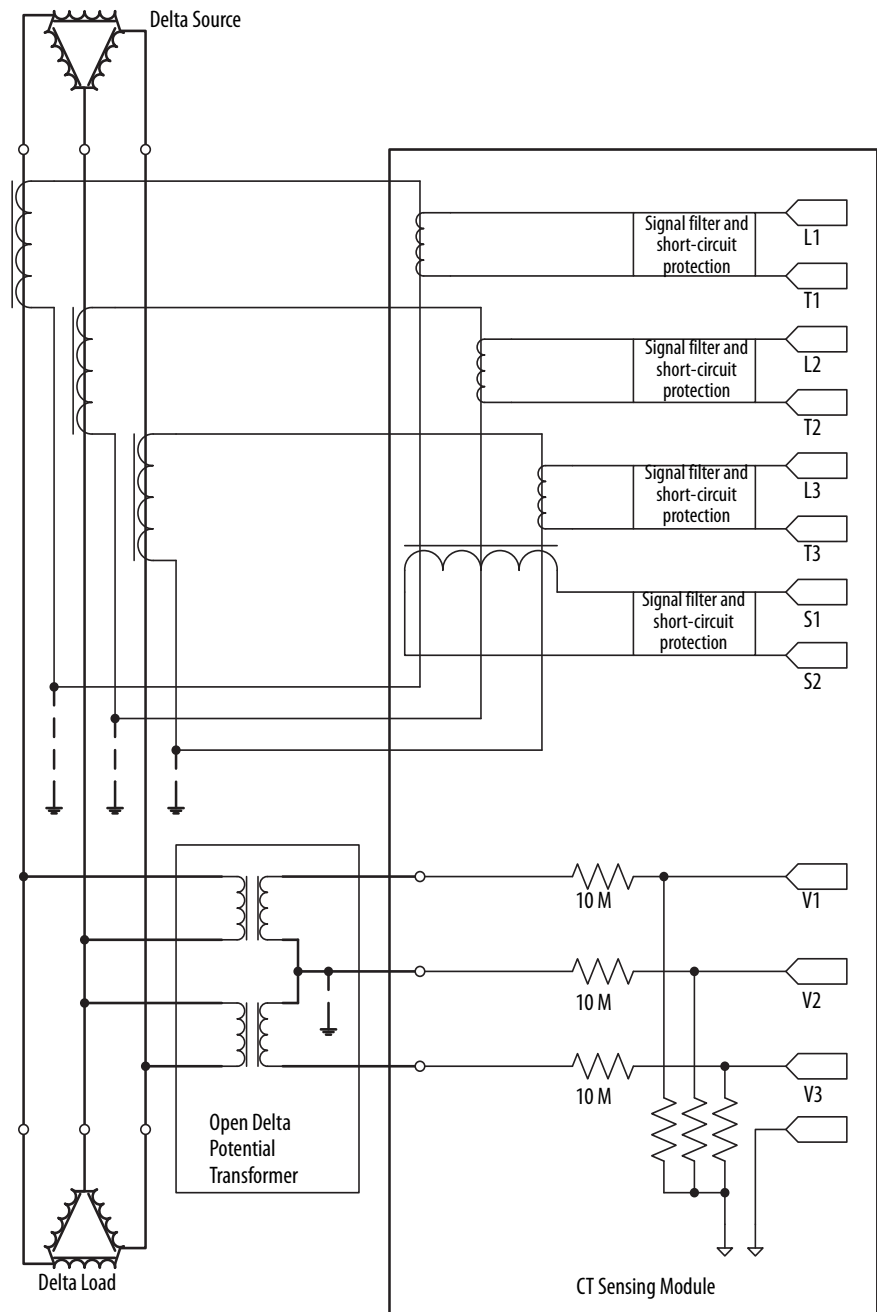 Delta Source
Signal filter and
short-circuit
protection
L1
T1
Signal filter and
short-circuit
protection
L2
T2
Signal filter and
short-circuit
protection
L3
T3
Signal filter and
short-circuit
protection
S1
S2
10 M
V1
10 M
V2
10 M
V3
Open Delta
Potential
Transformer
Delta Load
CT Sensing Module